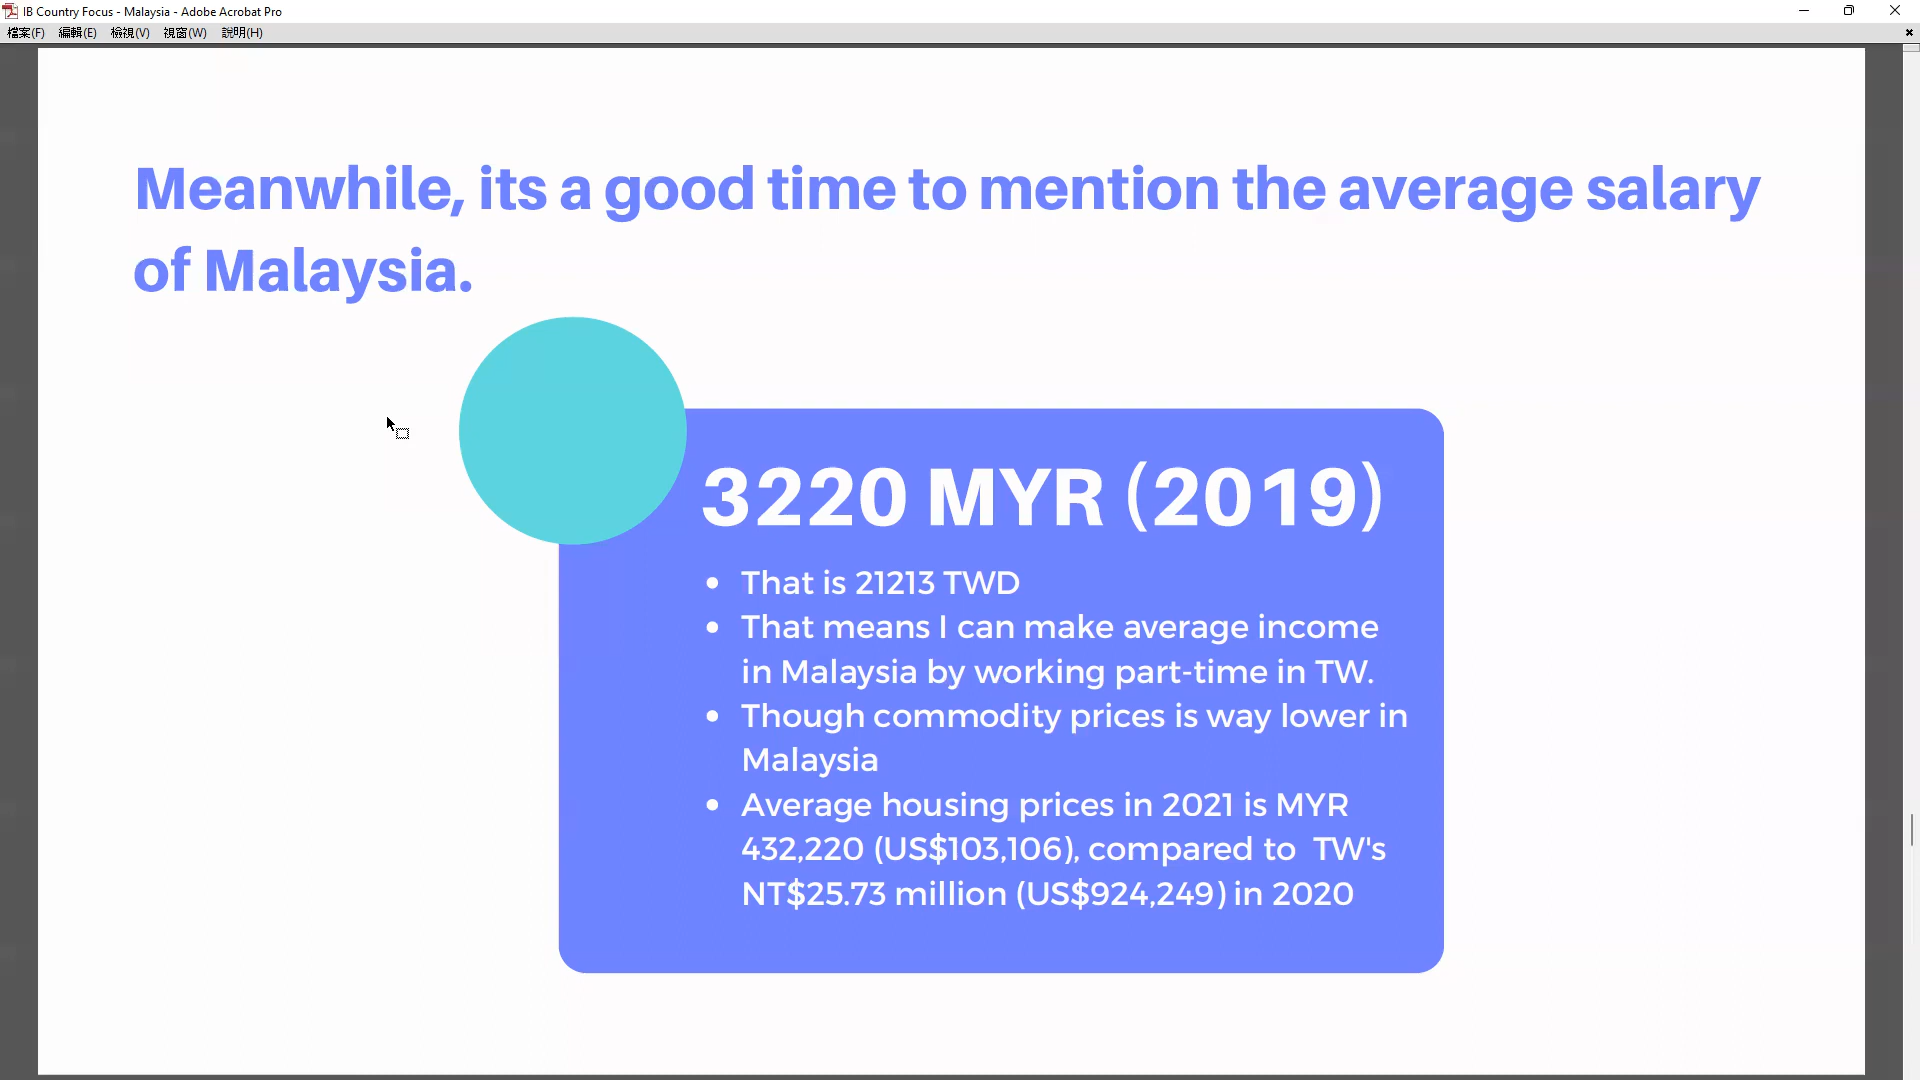 IB Country Focus - Malaysia - Adobe Acrobat Pro
檔案(F) 編輯(E) 檢視(V) 視窗(W) 說明(H)
Meanwhile, its a good time to mention the average salary
of Malaysia.
3220 MYR (2019)
• That is 21213 TWD
• That means I can make average income
in Malaysia by working part-time in TW.
• Though commodity prices is way lower in
Malaysia
• Average housing prices in 2021 is MYR
432,220 (US$103,106), compared to TW's
NT$25.73 million (US$924,249) in 2020